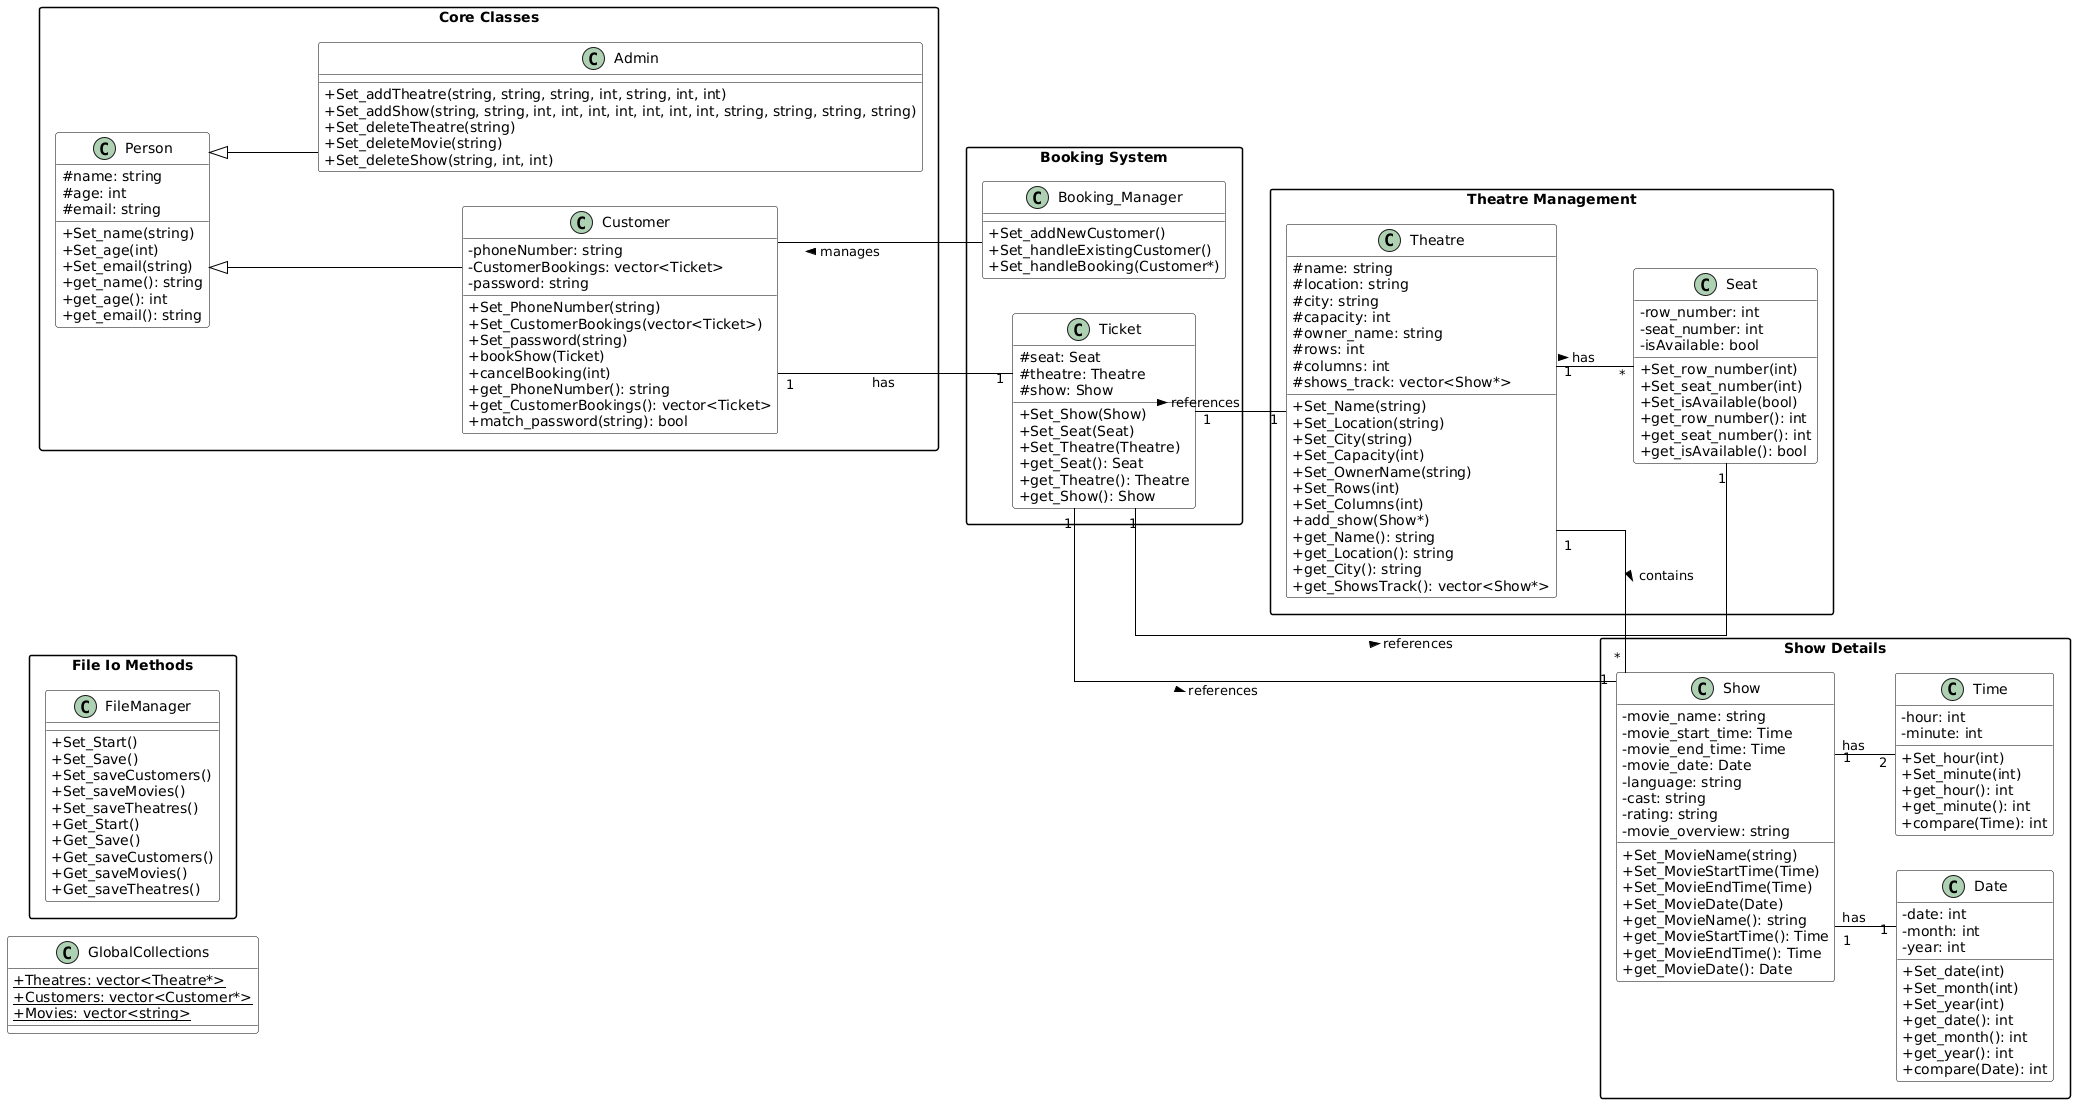 Core Classes
C Admin
+Set_addTheatre(string, string, string, int, string, int, int)
+Set_addShow(string, string, int, int, int, int, int, int, int, string, string, string, string)
+Set_deleteTheatre(string)
+Set_deleteMovie(string)
+Set_deleteShow(string, int, int)
C Person
#name: string
#age: int
#email: string
+Set_name(string)
+Set_age(int)
+Set_email(string)
+get_name(): string
+get_age(): int
+get_email(): string
C Customer
-phoneNumber: string
-CustomerBookings: vector<Ticket>
-password: string
+Set_PhoneNumber(string)
+Set_CustomerBookings(vector<Ticket>)
+Set_password(string)
+bookShow(Ticket)
+cancelBooking(int)
+get_PhoneNumber(): string
+get_CustomerBookings(): vector<Ticket>
+match_password(string): bool
manages
1
has
1
Booking System
C Booking_Manager
+Set_addNewCustomer()
+Set_handleExistingCustomer()
+Set_handleBooking(Customer*)
C Ticket
#seat: Seat
#theatre: Theatre
#show: Show
+Set_Show(Show)
+Set_Seat(Seat)
+Set_Theatre(Theatre)
+get_Seat(): Seat
+get_Theatre(): Theatre
+get_Show(): Show
references
1
1
1
1
Theatre Management
C Theatre
#name: string
#location: string
#city: string
#capacity: int
#owner_name: string
#rows: int
#columns: int
#shows_track: vector<Show*>
+Set_Name(string)
+Set_Location(string)
+Set_City(string)
+Set_Capacity(int)
+Set_OwnerName(string)
+Set_Rows(int)
+Set_Columns(int)
+add_show(Show*)
+get_Name(): string
+get_Location(): string
+get_City(): string
+get_ShowsTrack(): vector<Show*>
has
1
*
C Seat
-row_number: int
-seat_number: int
-isAvailable: bool
+Set_row_number(int)
+Set_seat_number(int)
+Set_isAvailable(bool)
+get_row_number(): int
+get_seat_number(): int
+get_isAvailable(): bool
1
1
contains
references
*
1
references
Show Details
C Show
-movie_name: string
-movie_start_time: Time
-movie_end_time: Time
-movie_date: Date
-language: string
-cast: string
-rating: string
-movie_overview: string
+Set_MovieName(string)
+Set_MovieStartTime(Time)
+Set_MovieEndTime(Time)
+Set_MovieDate(Date)
+get_MovieName(): string
+get_MovieStartTime(): Time
+get_MovieEndTime(): Time
+get_MovieDate(): Date
has
1
2
C Time
-hour: int
-minute: int
+Set_hour(int)
+Set_minute(int)
+get_hour(): int
+get_minute(): int
+compare(Time): int
has
1
1
C Date
-date: int
-month: int
-year: int
+Set_date(int)
+Set_month(int)
+Set_year(int)
+get_date(): int
+get_month(): int
+get_year(): int
+compare(Date): int
File Io Methods
C FileManager
+Set_Start()
+Set_Save()
+Set_saveCustomers()
+Set_saveMovies()
+Set_saveTheatres()
+Get_Start()
+Get_Save()
+Get_saveCustomers()
+Get_saveMovies()
+Get_saveTheatres()
C GlobalCollections
+Theatres: vector<Theatre*>
+Customers: vector<Customer*>
+Movies: vector<string>